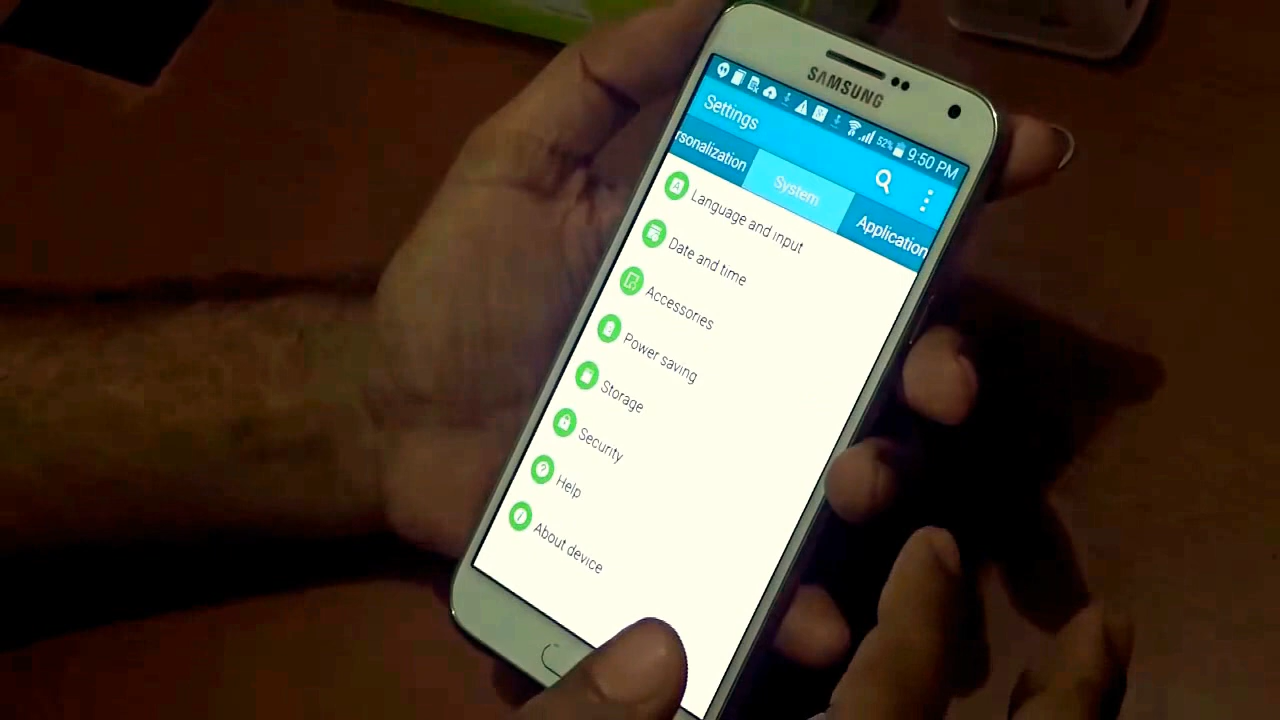 SAMSUNG
52% 9:50 PM
Settings
rsonalization
System
Application
Language and input
Date and time
Accessories
Power saving
Storage
Security
Help
About device